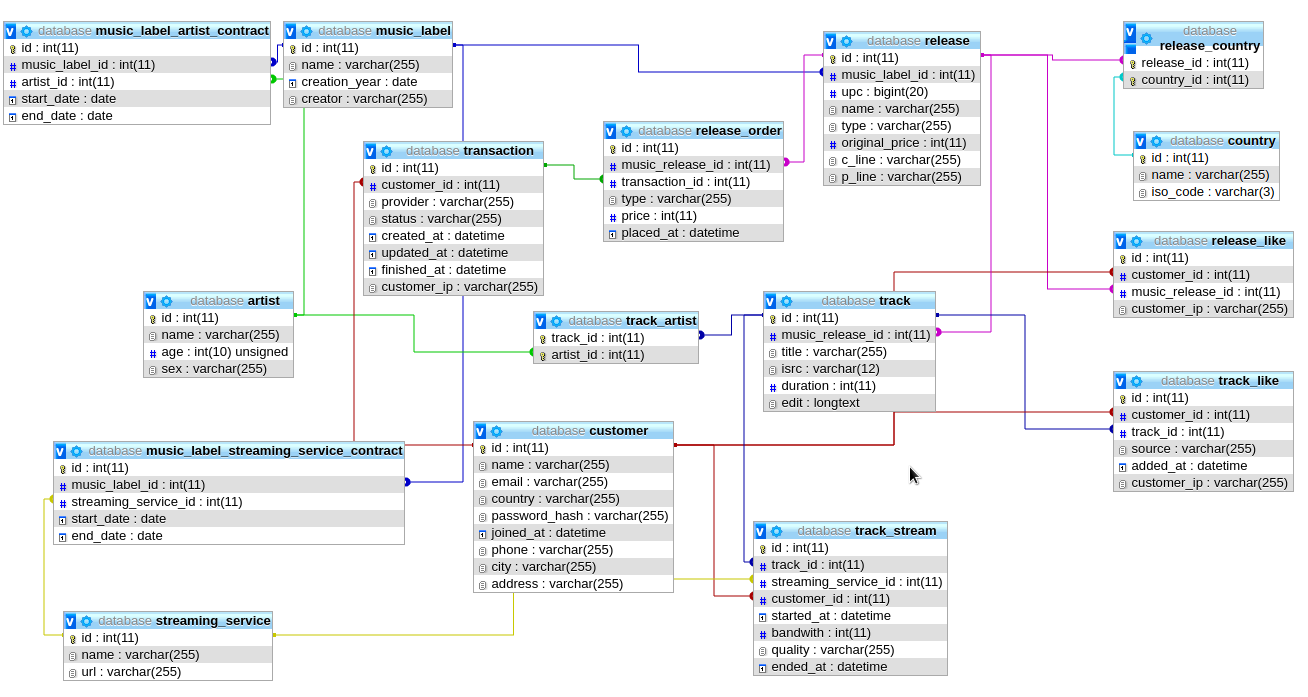 database music_label_artist_contract
id : int(11)
music_label_id : int(11)
artist_id : int(11)
start_date : date
end_date : date
database music_label
id : int(11)
name : varchar(255)
creation_year : date
creator : varchar(255)
database release
id : int(11)
music_label_id : int(11)
upc : bigint(20)
name : varchar(255)
type : varchar(255)
original_price : int(11)
c_line : varchar(255)
p_line : varchar(255)
database
release_country
release_id : int(11)
country_id : int(11)
database transaction
id : int(11)
customer_id : int(11)
provider : varchar(255)
status : varchar(255)
created_at : datetime
updated_at : datetime
finished_at : datetime
customer_ip : varchar(255)
database release_order
id : int(11)
music_release_id : int(11)
transaction_id : int(11)
type : varchar(255)
price : int(11)
placed_at : datetime
database country
id : int(11)
name : varchar(255)
iso_code : varchar(3)
database release_like
id : int(11)
customer_id : int(11)
music_release_id : int(11)
customer_ip : varchar(255)
database artist
id : int(11)
name : varchar(255)
age : int(10) unsigned
sex : varchar(255)
database track_artist
track_id : int(11)
artist_id : int(11)
database track
id : int(11)
music_release_id : int(11)
title : varchar(255)
isrc : varchar(12)
duration : int(11)
edit : longtext
database track_like
id : int(11)
customer_id : int(11)
track_id : int(11)
source : varchar(255)
added_at : datetime
customer_ip : varchar(255)
database music_label_streaming_service_contract
id : int(11)
music_label_id : int(11)
streaming_service_id : int(11)
start_date : date
end_date : date
database customer
id : int(11)
name : varchar(255)
email : varchar(255)
country : varchar(255)
password_hash : varchar(255)
joined_at : datetime
phone : varchar(255)
city : varchar(255)
address : varchar(255)
database track_stream
id : int(11)
track_id : int(11)
streaming_service_id : int(11)
customer_id : int(11)
started_at : datetime
bandwith : int(11)
quality : varchar(255)
ended_at : datetime
database streaming_service
id : int(11)
name : varchar(255)
url : varchar(255)